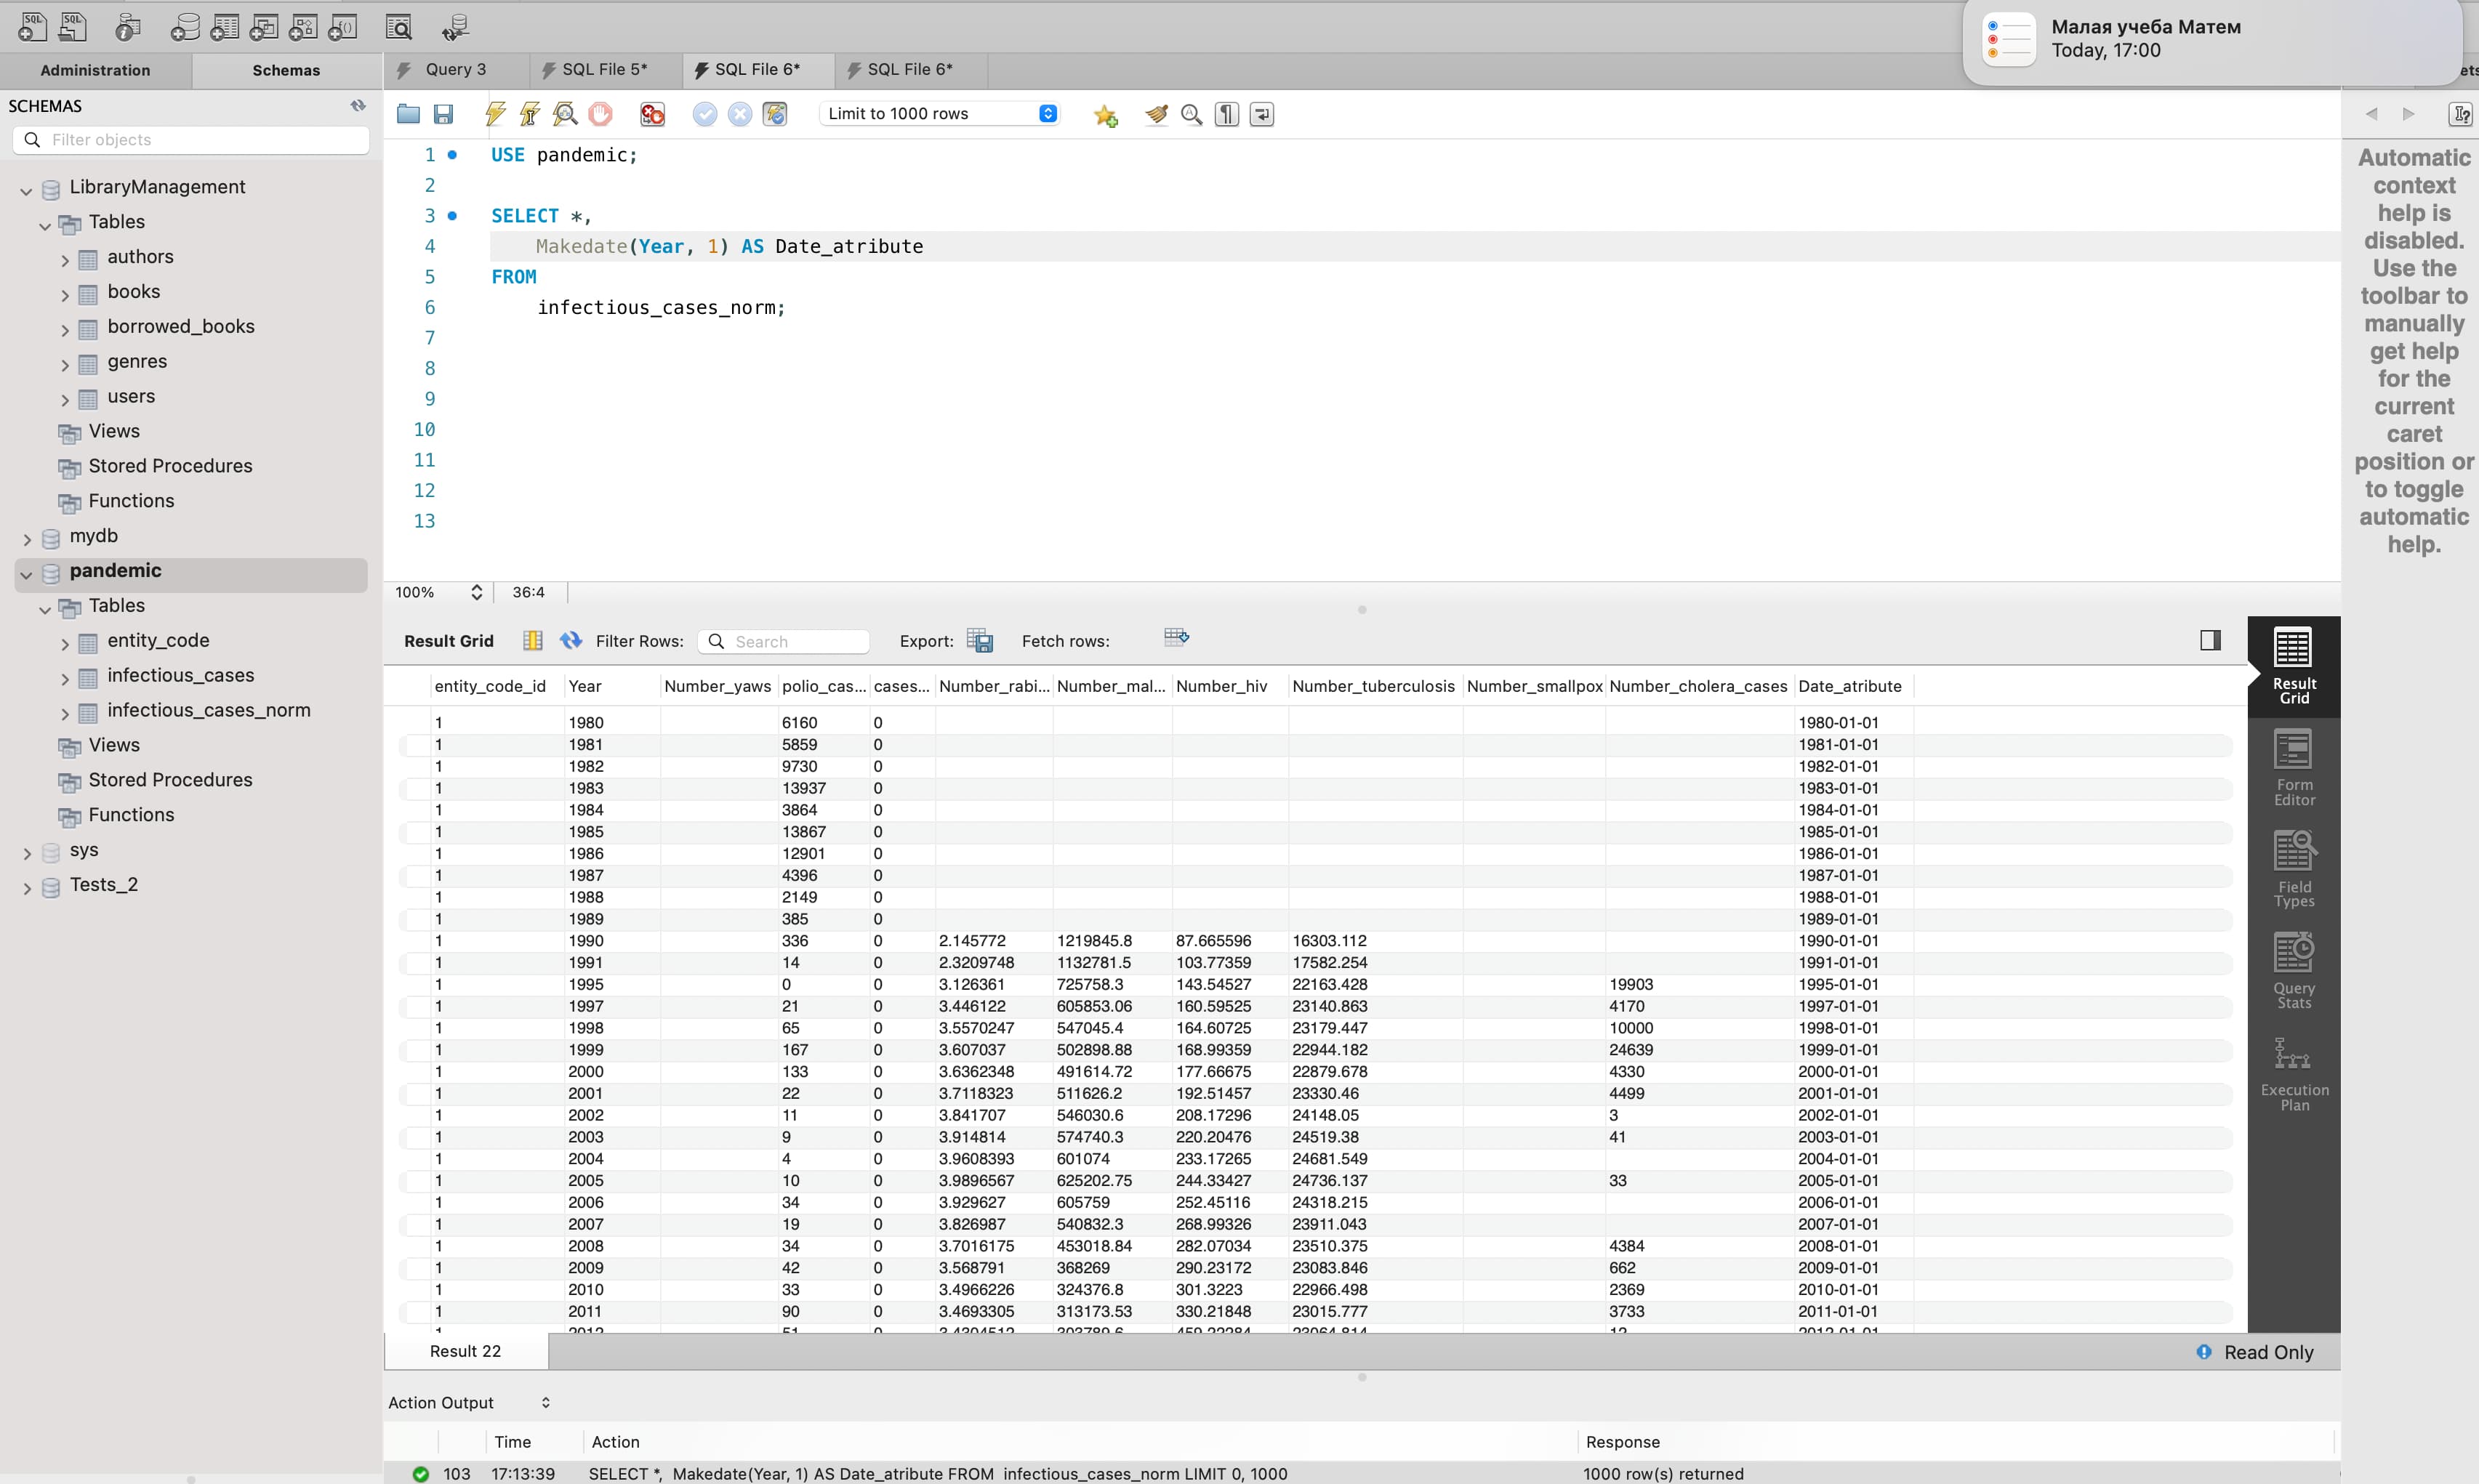 Малая учеба Матем
Today, 17:00
Administration
Schemas
Query 3
SQL File 5*
SQL File 6*
SQL File 6*
SCHEMAS
Filter objects
LibraryManagement
Tables
authors
books
borrowed_books
genres
users
Views
Stored Procedures
Functions
mydb
pandemic
Tables
entity_code
infectious_cases
infectious_cases_norm
Views
Stored Procedures
Functions
sys
Tests_2
Limit to 1000 rows
1 USE pandemic;
2
3 SELECT *,
4 Makedate(Year, 1) AS Date_atribute
5 FROM
6 infectious_cases_norm;
7
8
9
10
11
12
13
Automatic
context
help is
disabled.
Use the
toolbar to
manually
get help
for the
current
caret
position or
to toggle
automatic
help.
100% 36:4
Result Grid Filter Rows: Search Export: Fetch rows:
entity_code_id Year Number_yaws polio_cas... cases... Number_rabi... Number_mal... Number_hiv Number_tuberculosis Number_smallpox Number_cholera_cases Date_atribute
1 1980 6160 0 1980-01-01
1 1981 5859 0 1981-01-01
1 1982 9730 0 1982-01-01
1 1983 13937 0 1983-01-01
1 1984 3864 0 1984-01-01
1 1985 13867 0 1985-01-01
1 1986 12901 0 1986-01-01
1 1987 4396 0 1987-01-01
1 1988 2149 0 1988-01-01
1 1989 385 0 1989-01-01
1 1990 336 0 2.145772 1219845.8 87.665596 16303.112 1990-01-01
1 1991 14 0 2.3209748 1132781.5 103.77359 17582.254 1991-01-01
1 1995 0 0 3.126361 725758.3 143.54527 22163.428 19903 1995-01-01
1 1997 21 0 3.446122 605853.06 160.59525 23140.863 4170 1997-01-01
1 1998 65 0 3.5570247 547045.4 164.60725 23179.447 10000 1998-01-01
1 1999 167 0 3.607037 502898.88 168.99359 22944.182 24639 1999-01-01
1 2000 133 0 3.6362348 491614.72 177.66675 22879.678 4330 2000-01-01
1 2001 22 0 3.7118323 511626.2 192.51457 23330.46 4499 2001-01-01
1 2002 11 0 3.841707 546030.6 208.17296 24148.05 3 2002-01-01
1 2003 9 0 3.914814 574740.3 220.20476 24519.38 41 2003-01-01
1 2004 4 0 3.9608393 601074 233.17265 24681.549 2004-01-01
1 2005 10 0 3.9896567 625202.75 244.33427 24736.137 33 2005-01-01
1 2006 34 0 3.929627 605759 252.45116 24318.215 2006-01-01
1 2007 19 0 3.826987 540832.3 268.99326 23911.043 2007-01-01
1 2008 34 0 3.7016175 453018.84 282.07034 23510.375 4384 2008-01-01
1 2009 42 0 3.568791 368269 290.23172 23083.846 662 2009-01-01
1 2010 33 0 3.4966226 324376.8 301.3223 22966.498 2369 2010-01-01
1 2011 90 0 3.4693305 313173.53 330.21848 23015.777 3733 2011-01-01
Result
Grid
Form
Editor
Field
Types
Query
Stats
Execution
Plan
Result 22
Read Only
Action Output
Time Action Response
103 17:13:39 SELECT *, Makedate(Year, 1) AS Date_atribute FROM infectious_cases_norm LIMIT 0, 1000 1000 row(s) returned